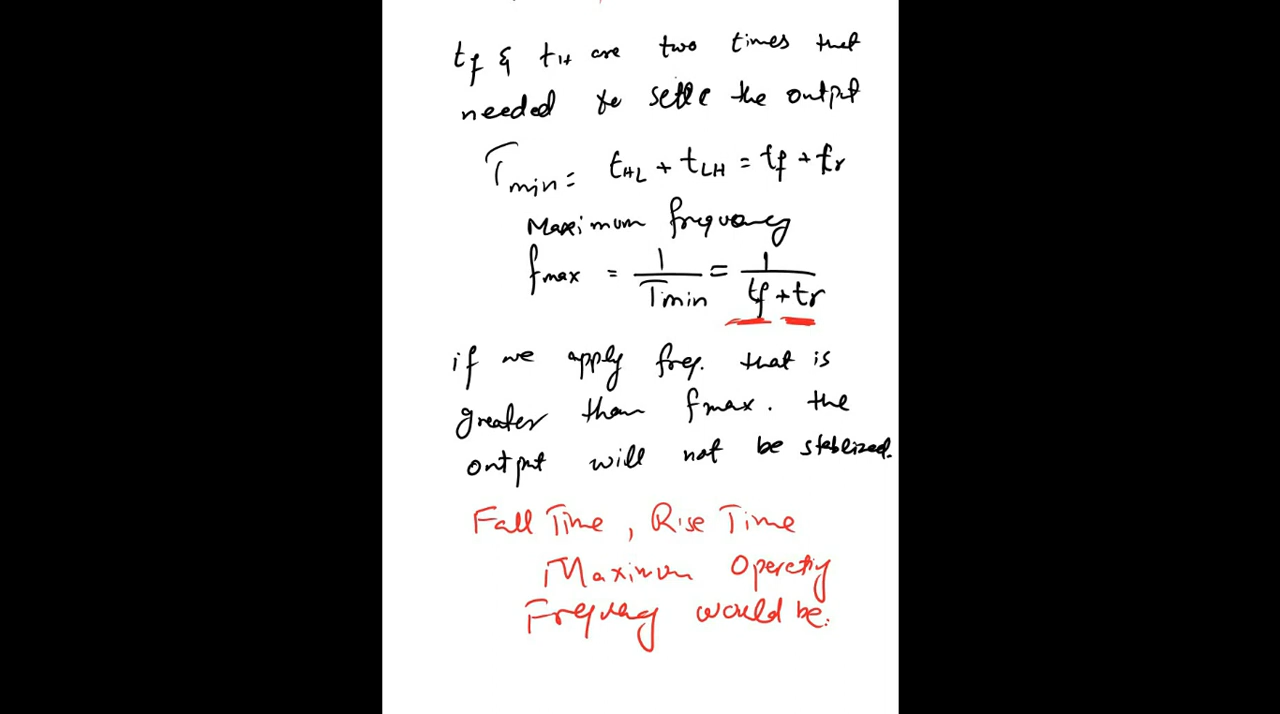 tf & tH are two times that
needed to settle the output
Tmin = tHL + tLH = tf + tr
Maximum frequency
fmax = 1/Tmin = 1/(tf + tr)
if we apply freq. that is
greater than fmax. the
output will not be stablized.
Fall Time, Rise Time
Maximum Operating
Frequency would be.